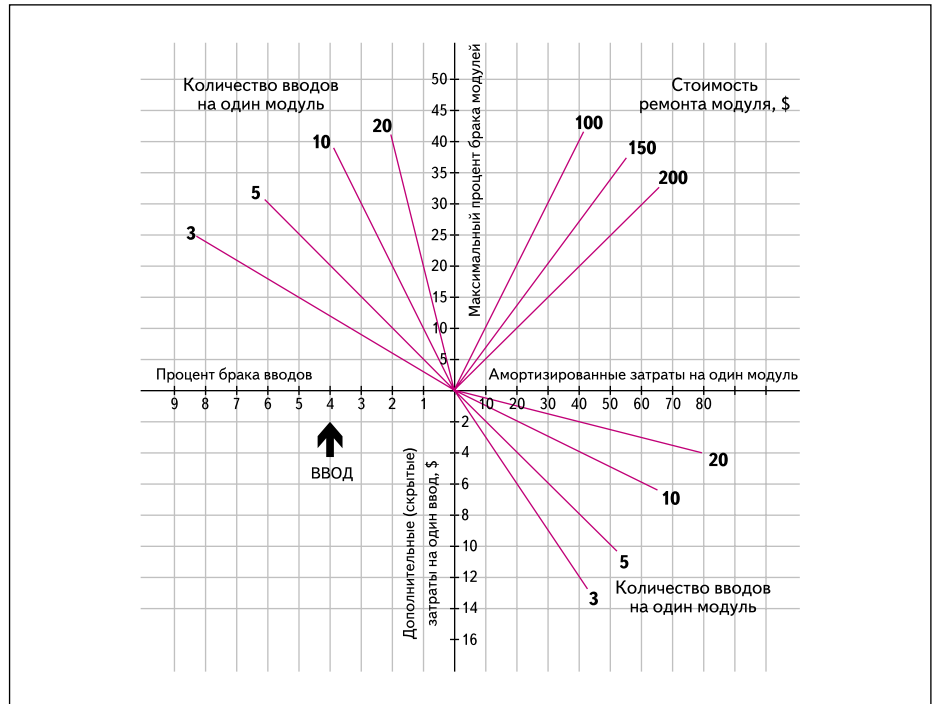 Количество вводов
на один модуль
Стоимость
ремонта модуля, $
Максимальный процент брака модулей
50
45
40
35
30
25
20
15
10
5
20
10
5
3
100
150
200
Процент брака вводов
Амортизированные затраты на один модуль
9 8 7 6 5 4 3 2 1 10 20 30 40 50 60 70 80
ВВОД
Дополнительные (скрытые)
затраты на один ввод, $
2
4
6
8
10
12
14
16
20
10
5
3
Количество вводов
на один модуль